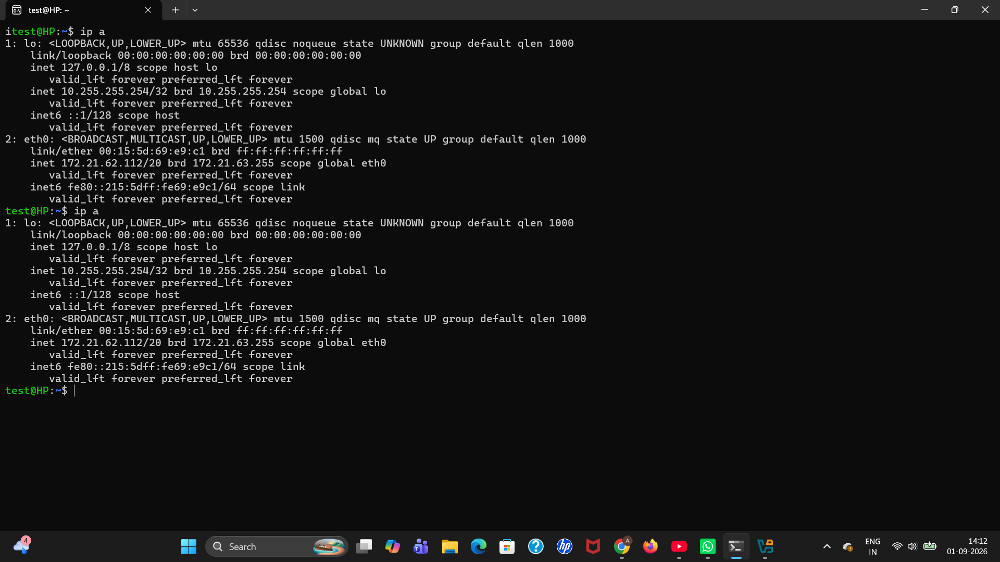 test@HP: ~
itest@HP:~$ ip a
1: lo: <LOOPBACK,UP,LOWER_UP> mtu 65536 qdisc noqueue state UNKNOWN group default qlen 1000
    link/loopback 00:00:00:00:00:00 brd 00:00:00:00:00:00
    inet 127.0.0.1/8 scope host lo
       valid_lft forever preferred_lft forever
    inet 10.255.255.254/32 brd 10.255.255.254 scope global lo
       valid_lft forever preferred_lft forever
    inet6 ::1/128 scope host
       valid_lft forever preferred_lft forever
2: eth0: <BROADCAST,MULTICAST,UP,LOWER_UP> mtu 1500 qdisc mq state UP group default qlen 1000
    link/ether 00:15:5d:69:e9:c1 brd ff:ff:ff:ff:ff:ff
    inet 172.21.62.112/20 brd 172.21.63.255 scope global eth0
       valid_lft forever preferred_lft forever
    inet6 fe80::215:5dff:fe69:e9c1/64 scope link
       valid_lft forever preferred_lft forever
test@HP:~$ ip a
1: lo: <LOOPBACK,UP,LOWER_UP> mtu 65536 qdisc noqueue state UNKNOWN group default qlen 1000
    link/loopback 00:00:00:00:00:00 brd 00:00:00:00:00:00
    inet 127.0.0.1/8 scope host lo
       valid_lft forever preferred_lft forever
    inet 10.255.255.254/32 brd 10.255.255.254 scope global lo
       valid_lft forever preferred_lft forever
    inet6 ::1/128 scope host
       valid_lft forever preferred_lft forever
2: eth0: <BROADCAST,MULTICAST,UP,LOWER_UP> mtu 1500 qdisc mq state UP group default qlen 1000
    link/ether 00:15:5d:69:e9:c1 brd ff:ff:ff:ff:ff:ff
    inet 172.21.62.112/20 brd 172.21.63.255 scope global eth0
       valid_lft forever preferred_lft forever
    inet6 fe80::215:5dff:fe69:e9c1/64 scope link
       valid_lft forever preferred_lft forever
test@HP:~$
4
Search
hp
A
ENG
IN
14:12
01-09-2026